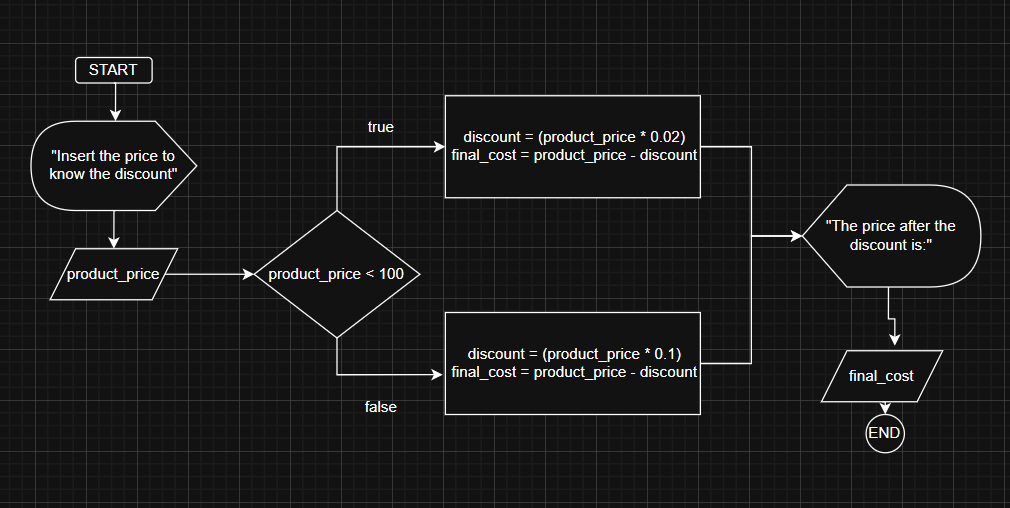 START
"Insert the price to
know the discount"
product_price
product_price < 100
true
discount = (product_price * 0.02)
final_cost = product_price - discount
false
discount = (product_price * 0.1)
final_cost = product_price - discount
"The price after the
discount is:"
final_cost
END